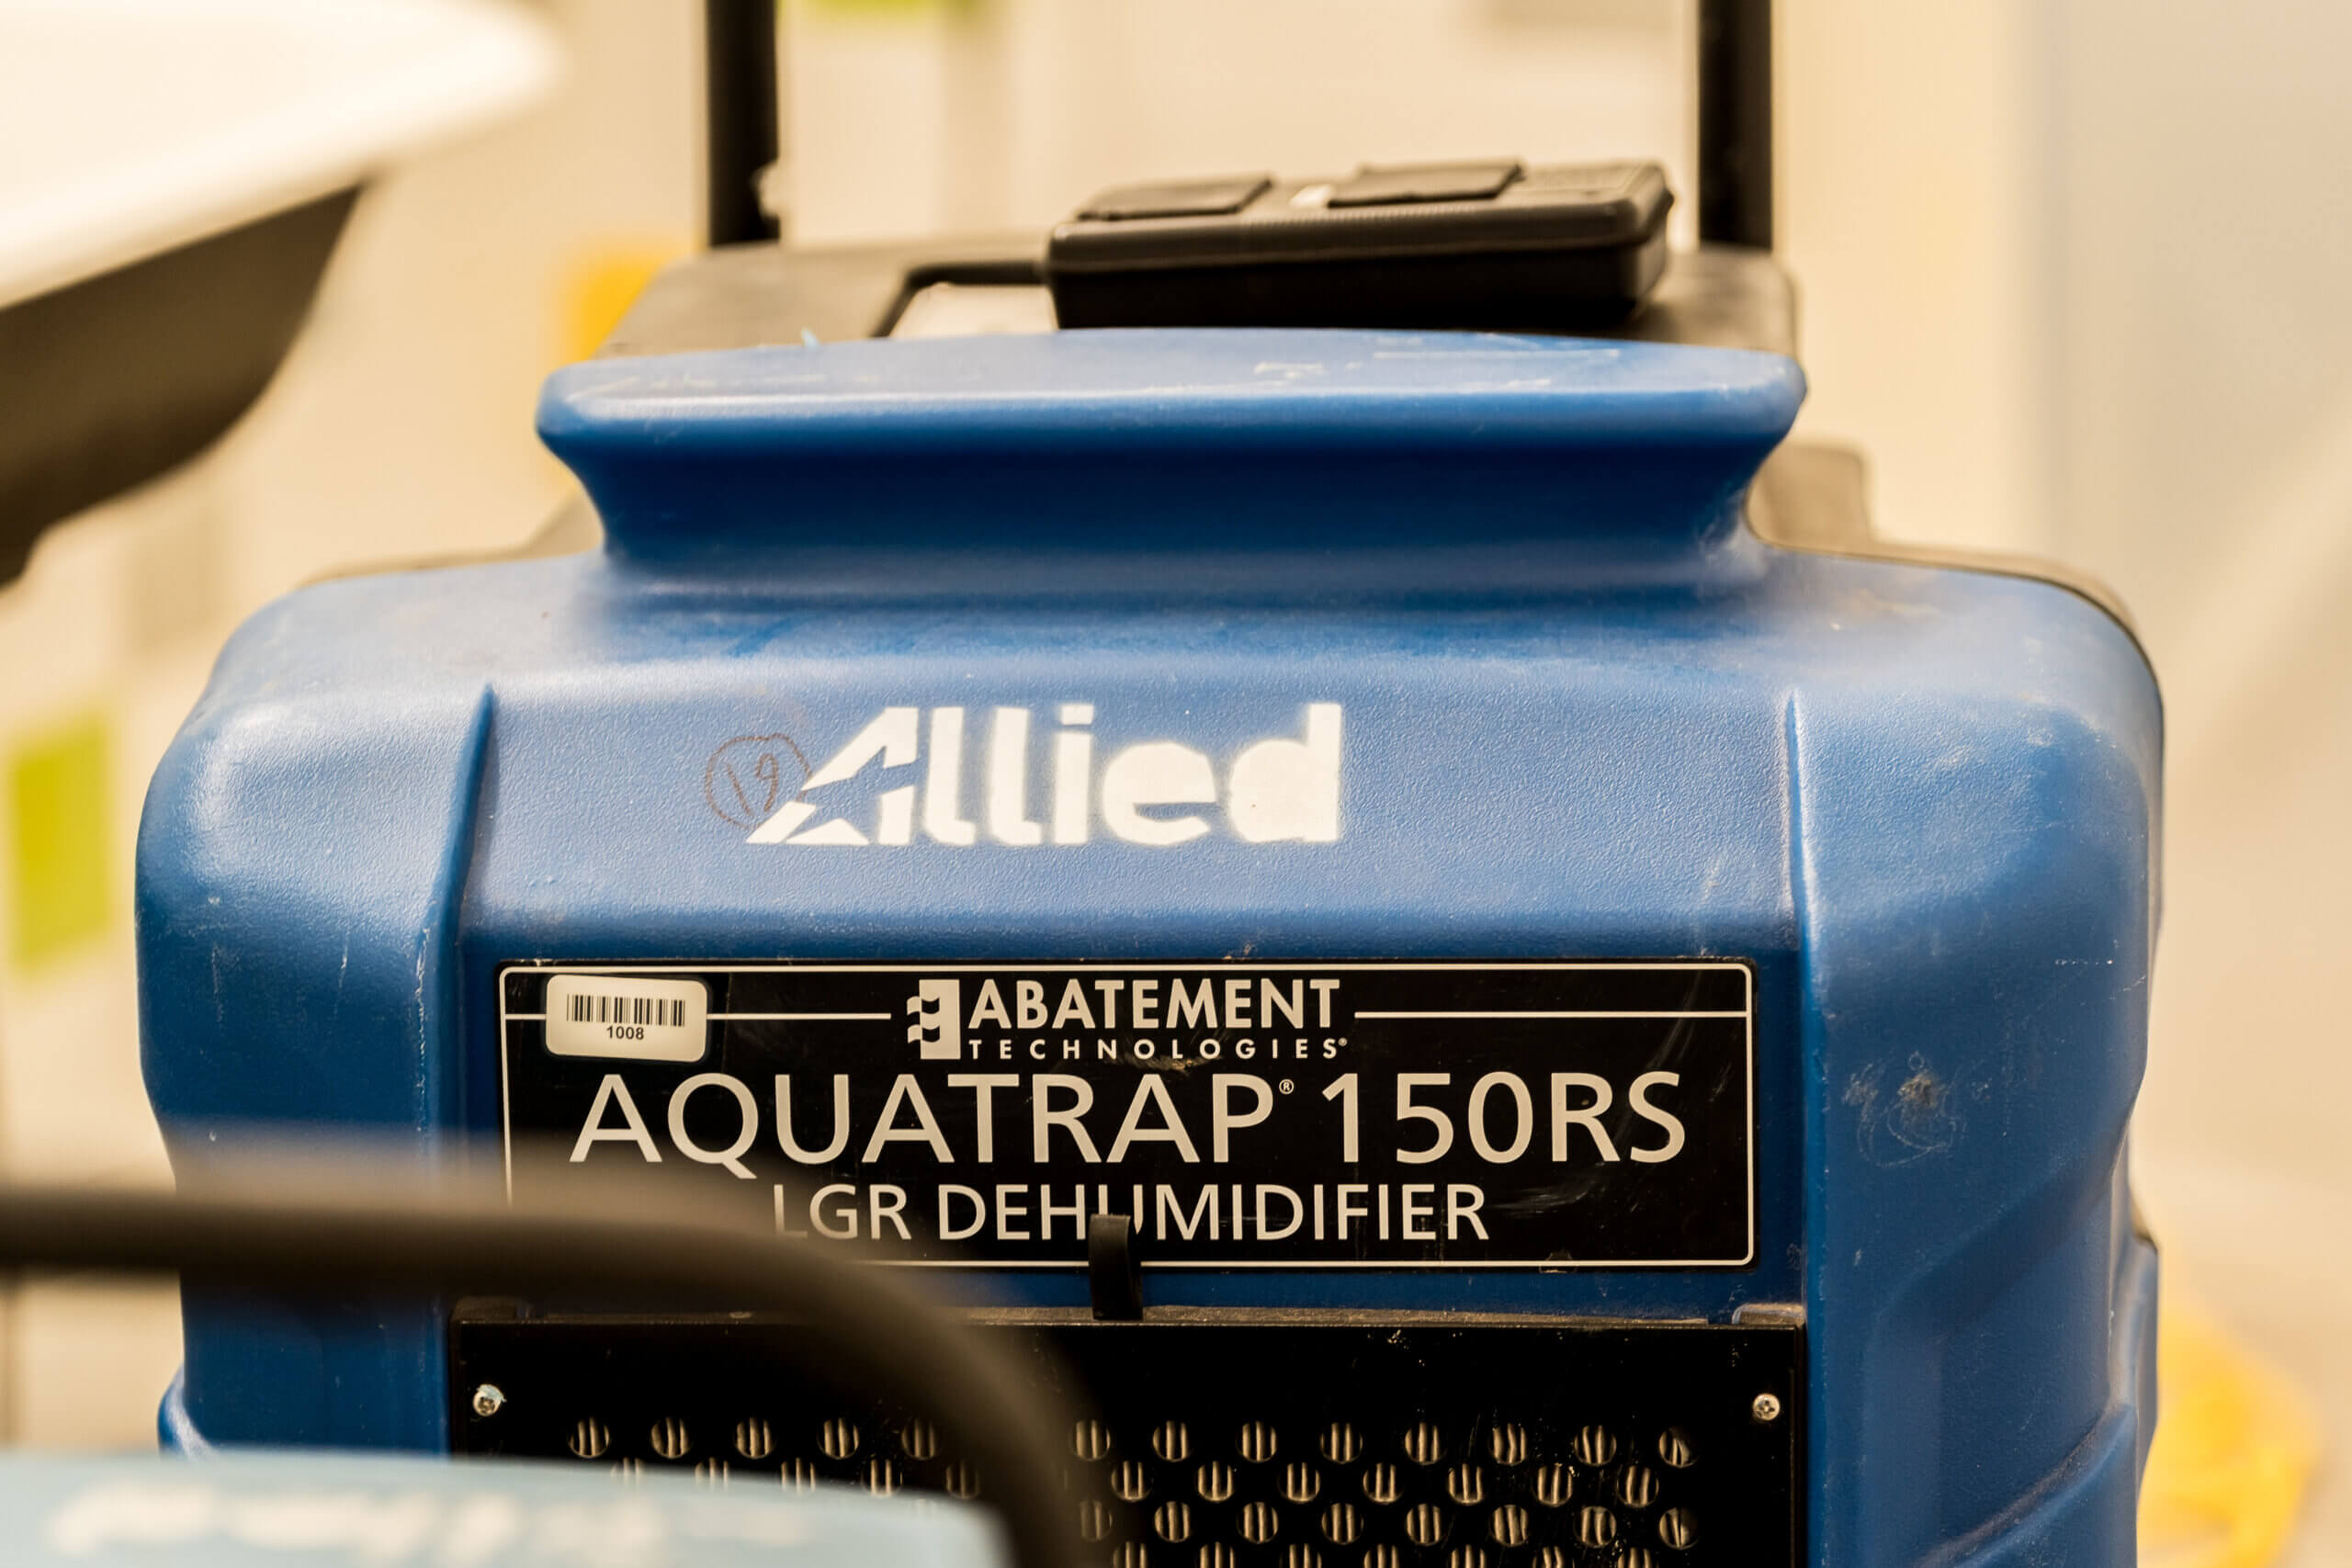 19
Allied
1008
ABATEMENT
TECHNOLOGIES®
AQUATRAP® 150RS
LGR DEHUMIDIFIER